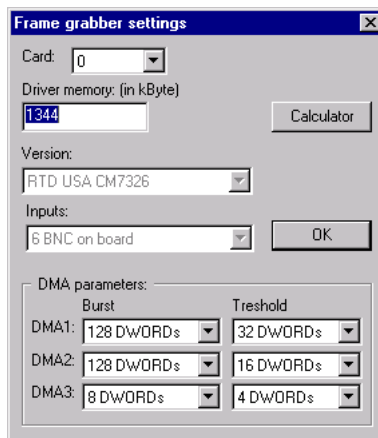 Frame grabber settings
Card: 0
Driver memory: (in kByte)
1344
Calculator
Version:
RTD USA CM7326
Inputs:
6 BNC on board
OK
DMA parameters:
Burst Treshold
DMA1: 128 DWORDs 32 DWORDs
DMA2: 128 DWORDs 16 DWORDs
DMA3: 8 DWORDs 4 DWORDs